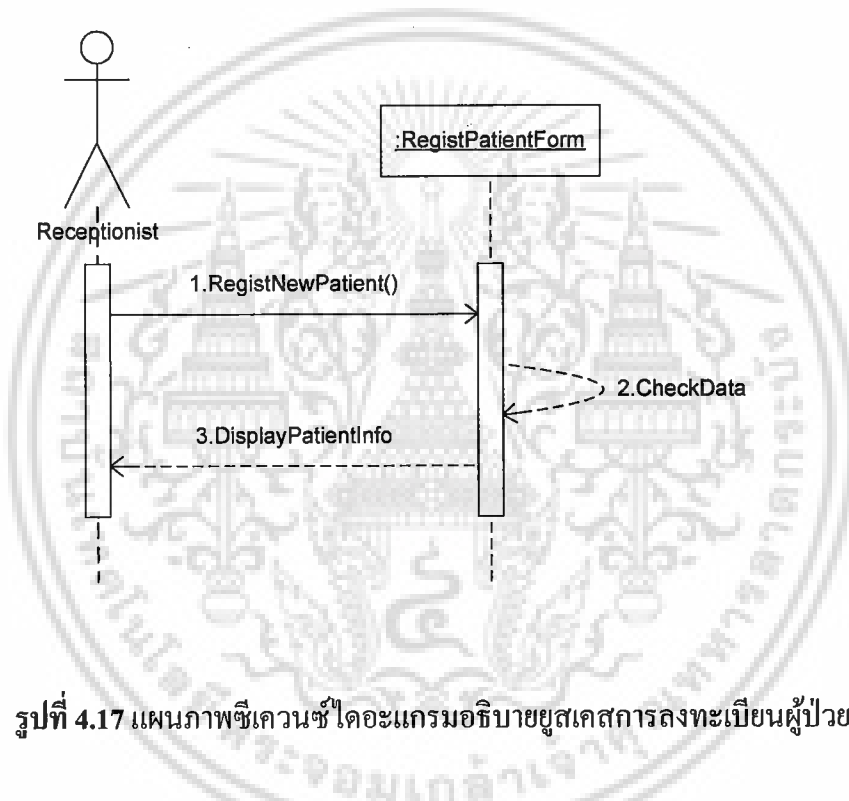 :RegistPatientForm
Receptionist
1.RegistNewPatient()
2.CheckData
3.DisplayPatientInfo
รูปที่ 4.17 แผนภาพซีเควนซ์ไดอะแกรมอธิบายยูสเคสการลงทะเบียนผู้ป่วย